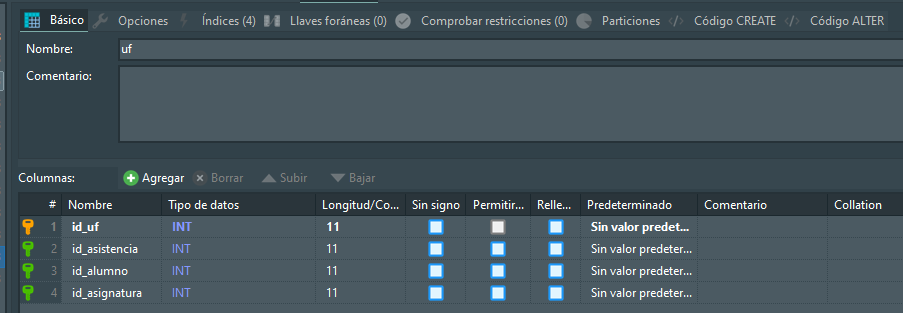 Básico Opciones Índices (4) Llaves foráneas (0) Comprobar restricciones (0) Particiones </> Código CREATE </> Código ALTER
Nombre: uf
Comentario:
Columnas: Agregar Borrar Subir Bajar
# Nombre Tipo de datos Longitud/Co... Sin signo Permitir... Relle... Predeterminado Comentario Collation
1 id_uf INT 11 Sin valor predet...
2 id_asistencia INT 11 Sin valor predeter...
3 id_alumno INT 11 Sin valor predeter...
4 id_asignatura INT 11 Sin valor predeter...